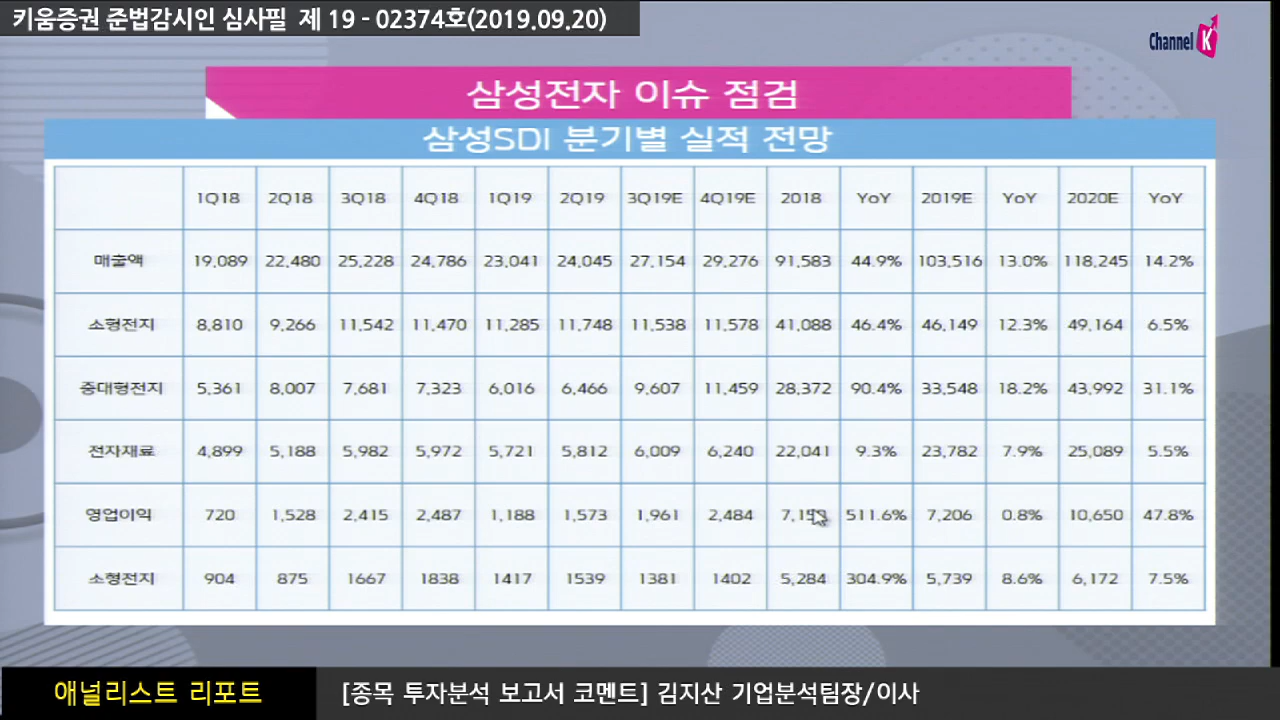 키움증권 준법감시인 심사필 제 19 - 02374호(2019.09.20)
Channel K
삼성전자 이슈 점검
삼성SDI 분기별 실적 전망
1Q18 2Q18 3Q18 4Q18 1Q19 2Q19 3Q19E 4Q19E 2018 YoY 2019E YoY 2020E YoY
매출액 19,089 22,480 25,228 24,786 23,041 24,045 27,154 29,276 91,583 44.9% 103,516 13.0% 118,245 14.2%
소형전지 8,810 9,266 11,542 11,470 11,285 11,748 11,538 11,578 41,088 46.4% 46,149 12.3% 49,164 6.5%
중대형전지 5,361 8,007 7,681 7,323 6,016 6,466 9,607 11,459 28,372 90.4% 33,548 18.2% 43,992 31.1%
전자재료 4,899 5,188 5,982 5,972 5,721 5,812 6,009 6,240 22,041 9.3% 23,782 7.9% 25,089 5.5%
영업이익 720 1,528 2,415 2,487 1,188 1,573 1,961 2,484 511.6% 7,206 0.8% 10,650 47.8%
소형전지 904 875 1667 1838 1417 1539 1381 1402 5,284 304.9% 5,739 8.6% 6,172 7.5%
애널리스트 리포트
[종목 투자분석 보고서 코멘트] 김지산 기업분석팀장/이사